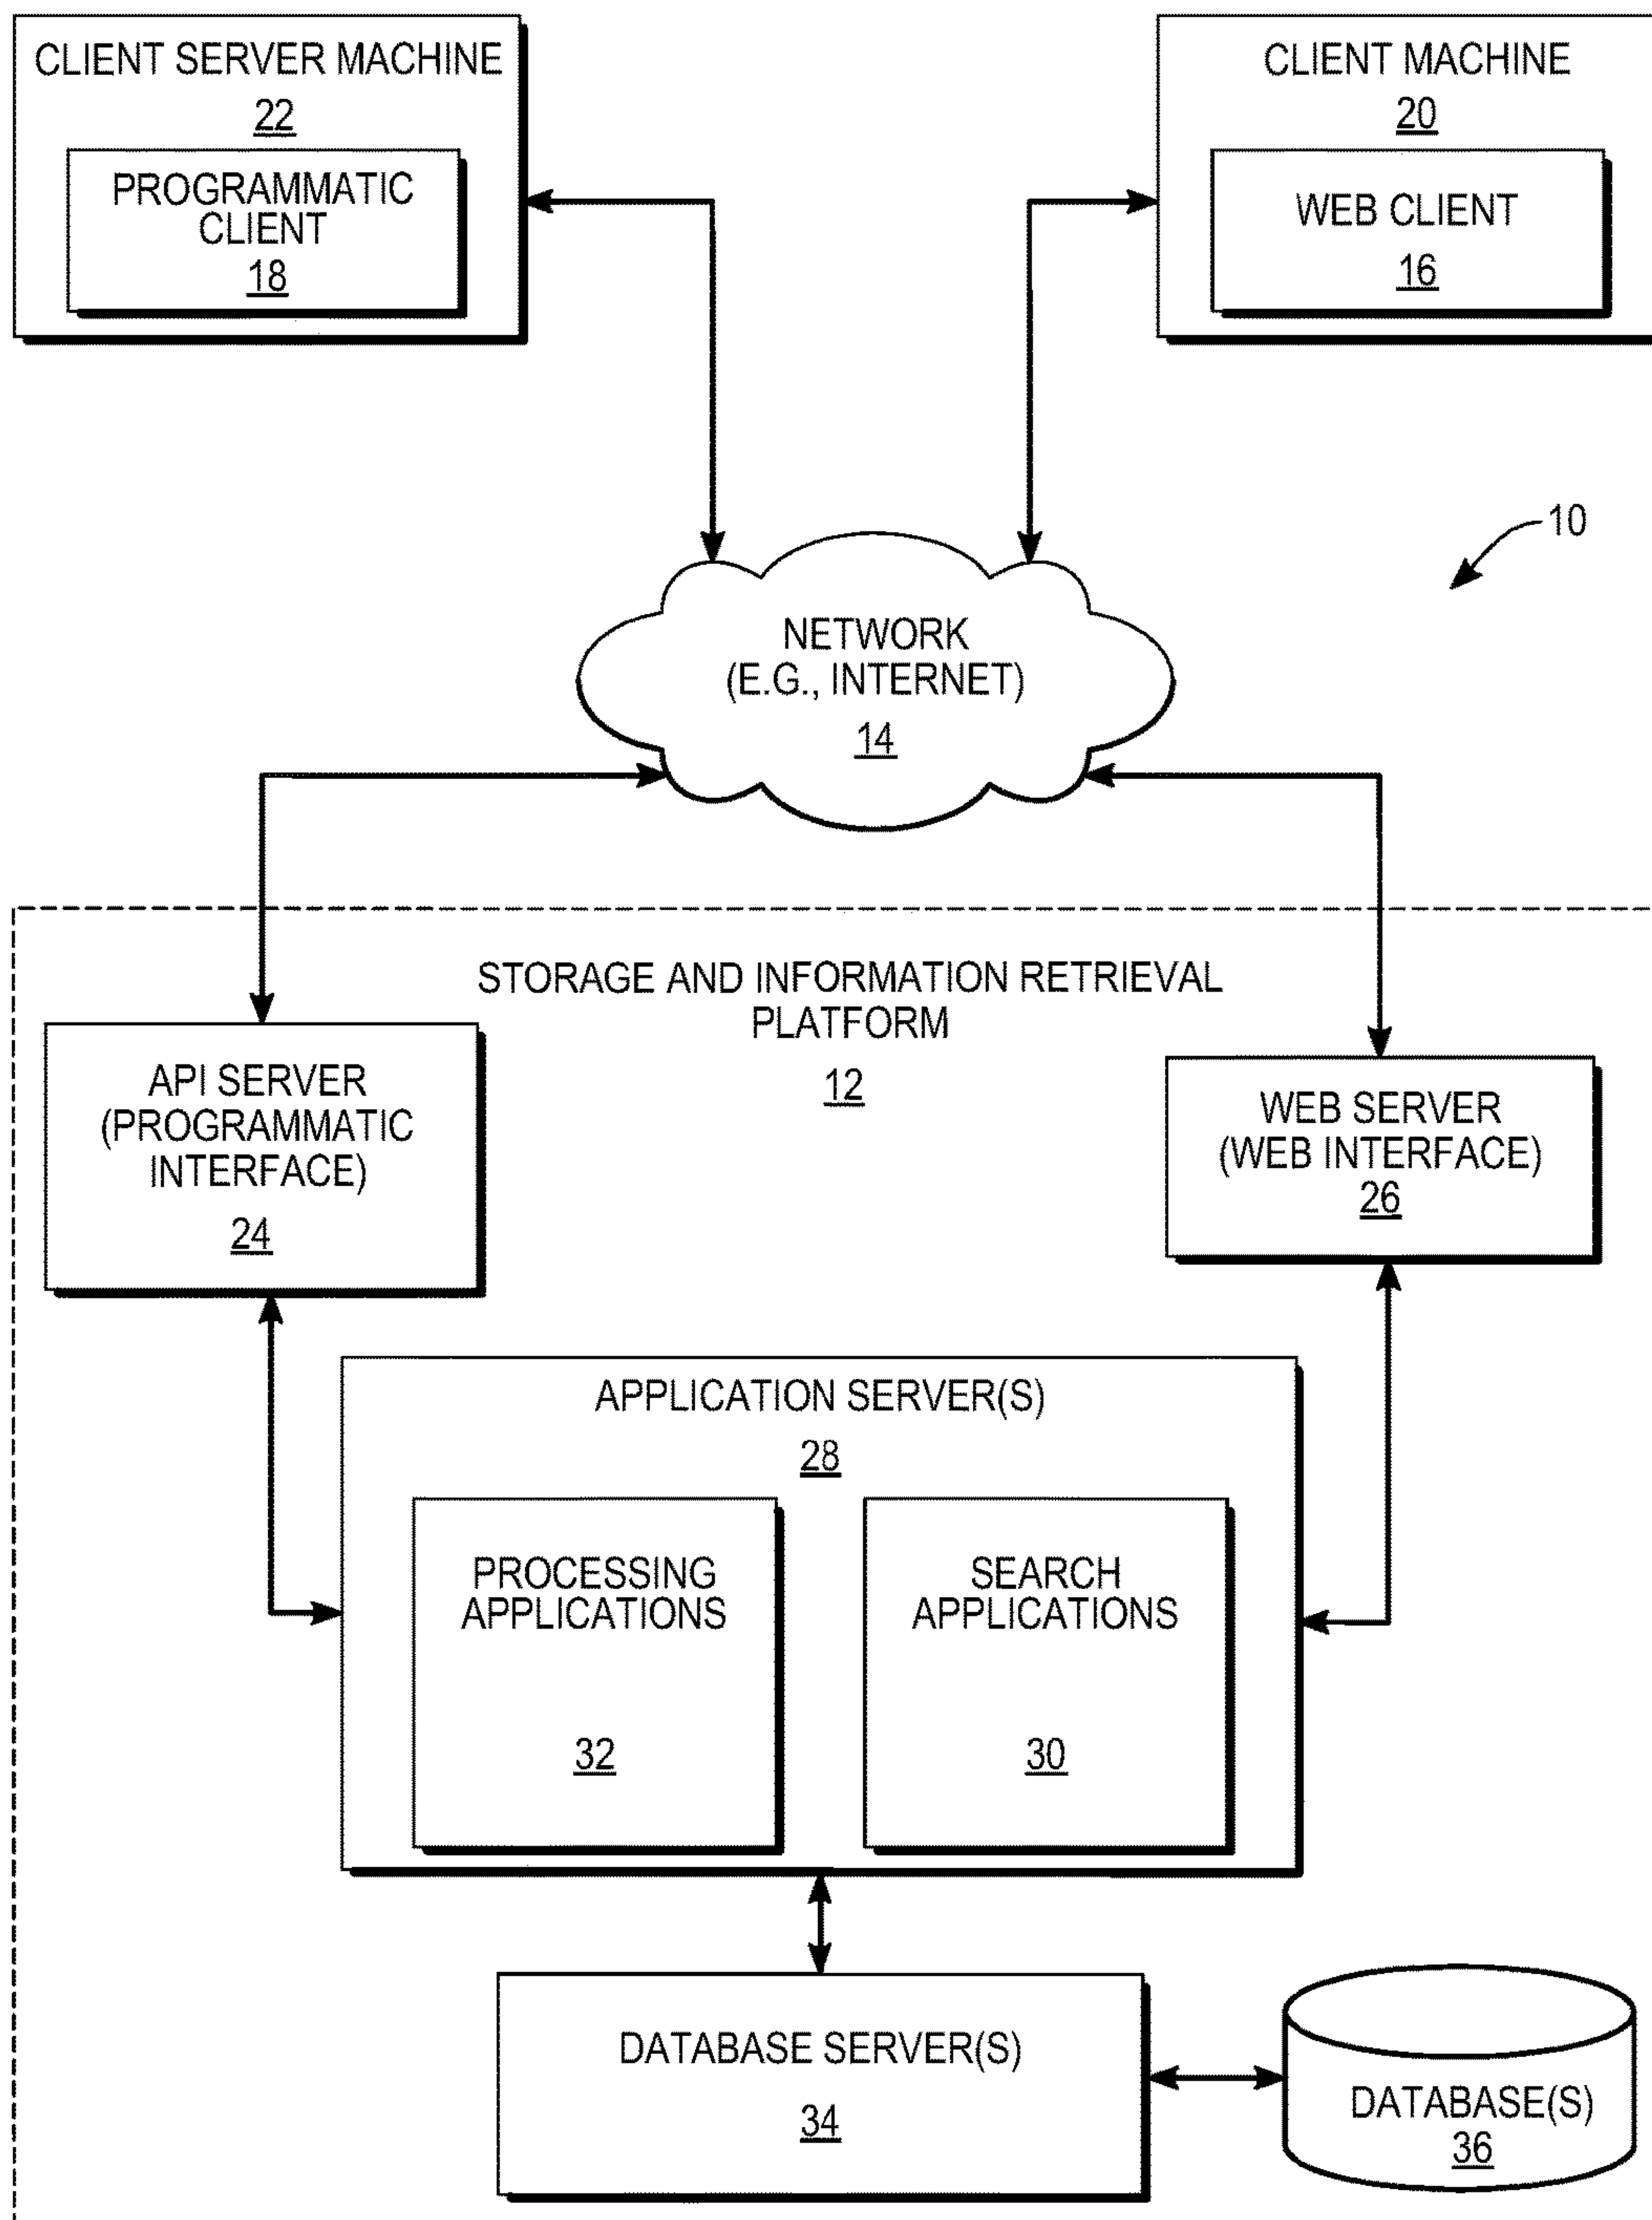 CLIENT SERVER MACHINE
22
PROGRAMMATIC
CLIENT
18
CLIENT MACHINE
20
WEB CLIENT
16
10
NETWORK
(E.G., INTERNET)
14
STORAGE AND INFORMATION RETRIEVAL
PLATFORM
12
API SERVER
(PROGRAMMATIC
INTERFACE)
24
WEB SERVER
(WEB INTERFACE)
26
APPLICATION SERVER(S)
28
PROCESSING
APPLICATIONS
32
SEARCH
APPLICATIONS
30
DATABASE SERVER(S)
34
DATABASE(S)
36